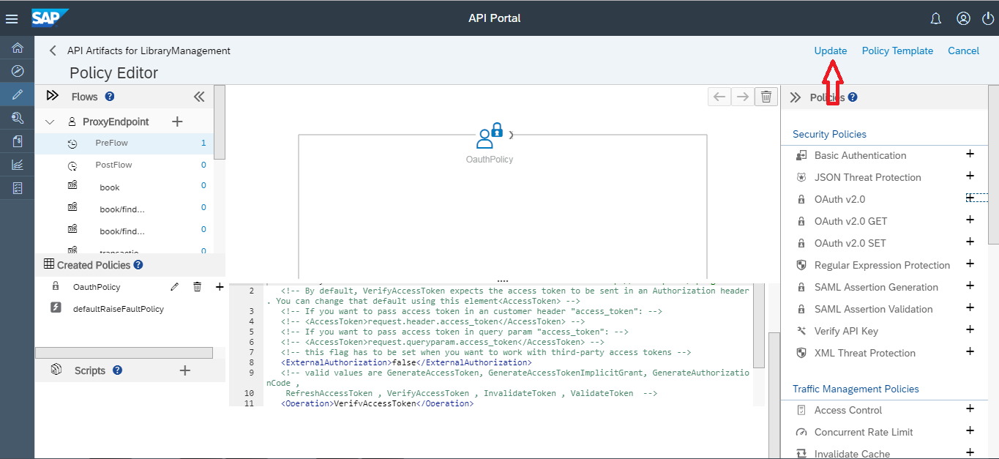 SAP
API Portal
API Artifacts for LibraryManagement
Update
Policy Template
Cancel
Policy Editor
Flows ?
Policies ?
ProxyEndpoint
PreFlow 1
PostFlow 0
book 0
book/find... 0
book/find... 0
transactio... 0
Created Policies ?
OauthPolicy
defaultRaiseFaultPolicy
Scripts ?
OauthPolicy
2 <!-- By default, VerifyAccessToken expects the access token to be sent in an Authorization header
. You can change that default using this element<AccessToken> -->
3 <!-- If you want to pass access token in an customer header "access_token": -->
4 <!-- <AccessToken>request.header.access_token</AccessToken> -->
5 <!-- If you want to pass access token in query param "access_token": -->
6 <!-- <AccessToken>request.queryparam.access_token</AccessToken> -->
7 <!-- this flag has to be set when you want to work with third-party access tokens -->
8 <ExternalAuthorization>false</ExternalAuthorization>
9 <!-- valid values are GenerateAccessToken, GenerateAccessTokenImplicitGrant, GenerateAuthorizatio
nCode ,
10 RefreshAccessToken , VerifyAccessToken , InvalidateToken , ValidateToken -->
11 <Operation>VerifyAccessToken</Operation>
Security Policies
Basic Authentication
JSON Threat Protection
OAuth v2.0
OAuth v2.0 GET
OAuth v2.0 SET
Regular Expression Protection
SAML Assertion Generation
SAML Assertion Validation
Verify API Key
XML Threat Protection
Traffic Management Policies
Access Control
Concurrent Rate Limit
Invalidate Cache